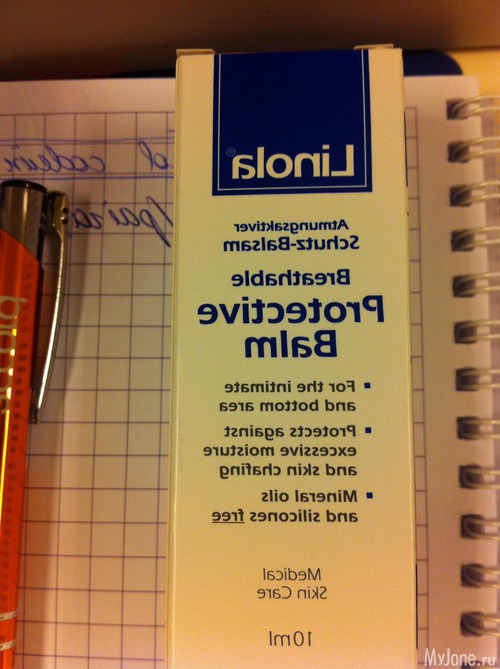 Linola®
Atmungsaktiver
Schutz-Balsam
Breathable
Protective
Balm
▪ For the intimate
and bottom area
▪ Protects against
excessive moisture
and skin chafing
▪ Mineral oils
and silicones free
Medical
Skin Care
10ml
MyJane.ru